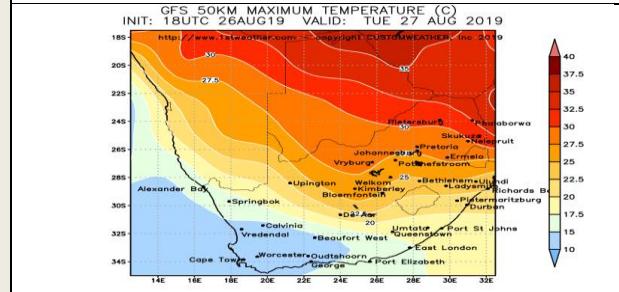 GFS 50KM MAXIMUM TEMPERATURE (C)
INIT: 18UTC 26AUG19 VALID: TUE 27 AUG 2019
http://www.1stweather.com -- © copyright CUSTOMWEATHER, Inc 2019
18S
20S
22S
24S
26S
28S
30S
32S
34S
14E 16E 18E 20E 22E 24E 26E 28E 30E 32E
40
37.5
35
32.5
30
27.5
25
22.5
20
17.5
15
10
30
35
27.5
Pietersburg Phalaborwa
30
Skukuza
Nelspruit
Pretoria
Johannesburg
Ermelo
Vryburg Potchefstroom
25
Bethlehem Ulundi
Alexander Bay Upington Welkom Ladysmith
Kimberley Richards
Bloemfontein
Springbok Pietermaritzburg
Durban
De Aar
20
Calvinia Umtata Port St Johns
Vredendal Queenstown
Beaufort West
East London
Cape Town Worcester Oudtshoorn
George Port Elizabeth